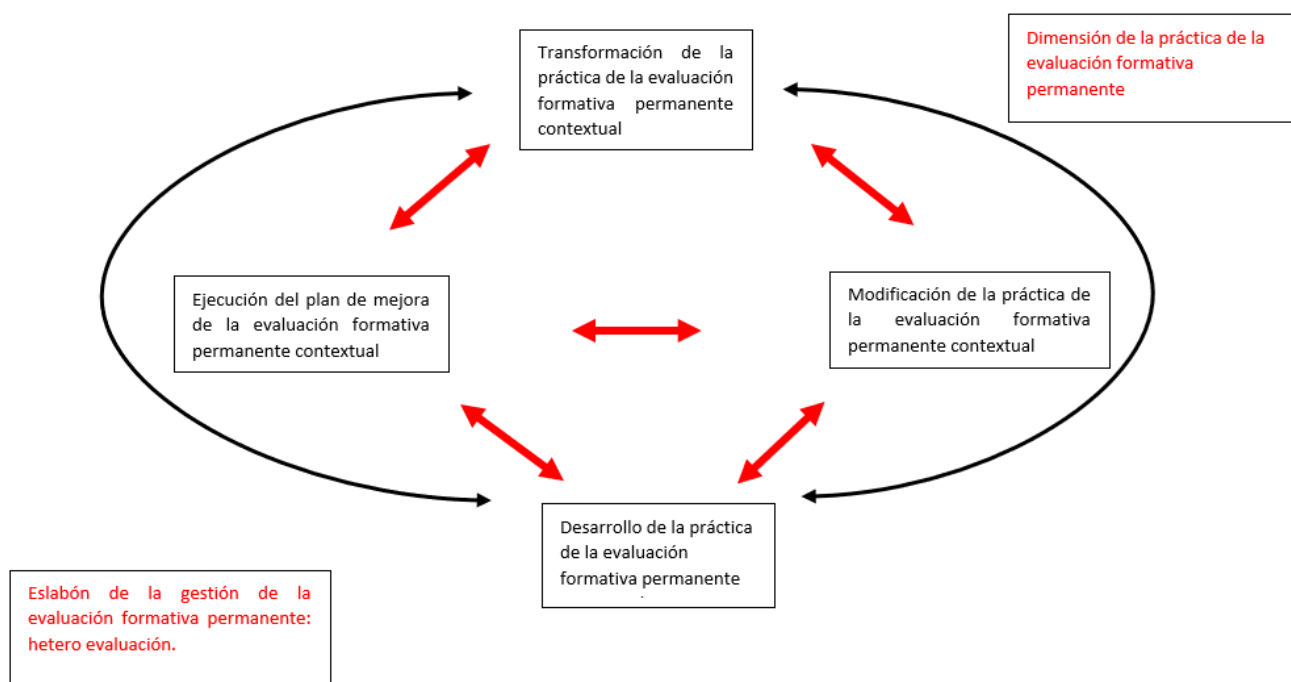 Transformación de la
práctica de la evaluación
formativa permanente
contextual
Dimensión de la práctica de la
evaluación formativa
permanente
Ejecución del plan de mejora
de la evaluación formativa
permanente contextual
Modificación de la práctica de
la evaluación formativa
permanente contextual
Desarrollo de la práctica
de la evaluación
formativa permanente
Eslabón de la gestión de la
evaluación formativa permanente:
hetero evaluación.